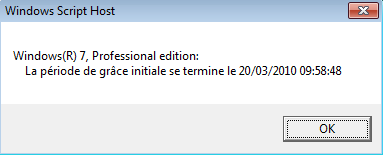 Windows Script Host
Windows(R) 7, Professional edition:
La période de grâce initiale se termine le 20/03/2010 09:58:48
OK